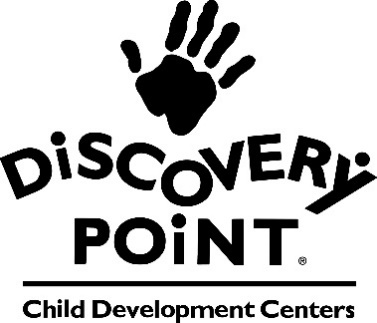 DiSCOVERy
POiNT®
Child Development Centers